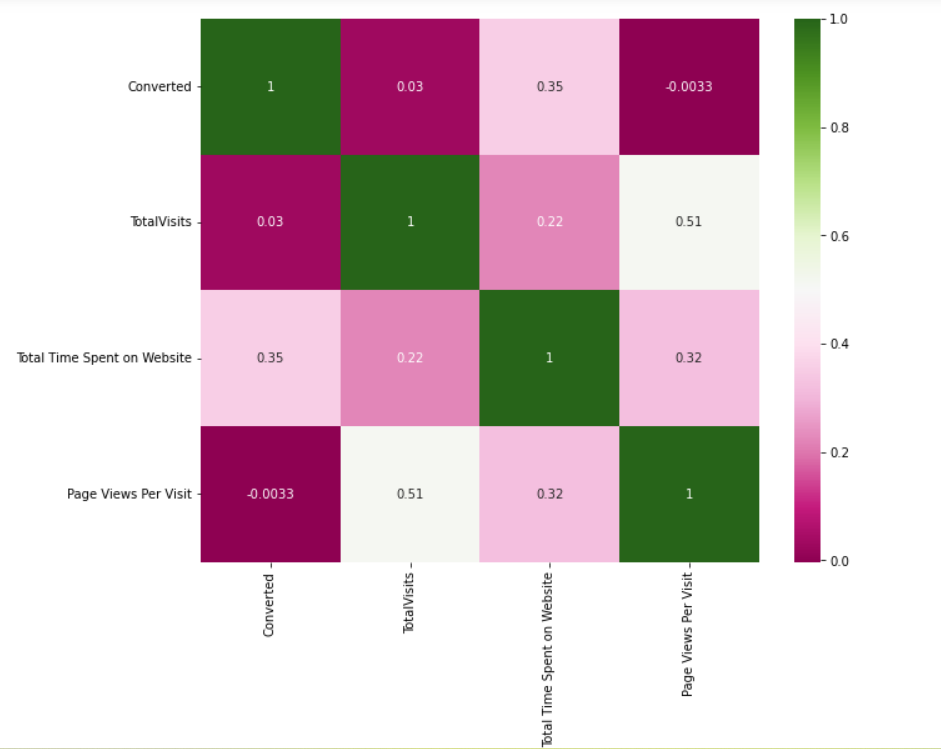 1.0
Converted
1
0.03
0.35
-0.0033
0.8
TotalVisits
0.03
1
0.22
0.51
0.6
0.4
Total Time Spent on Website
0.35
0.22
1
0.32
0.2
Page Views Per Visit
-0.0033
0.51
0.32
1
0.0
Converted
TotalVisits
Total Time Spent on Website
Page Views Per Visit